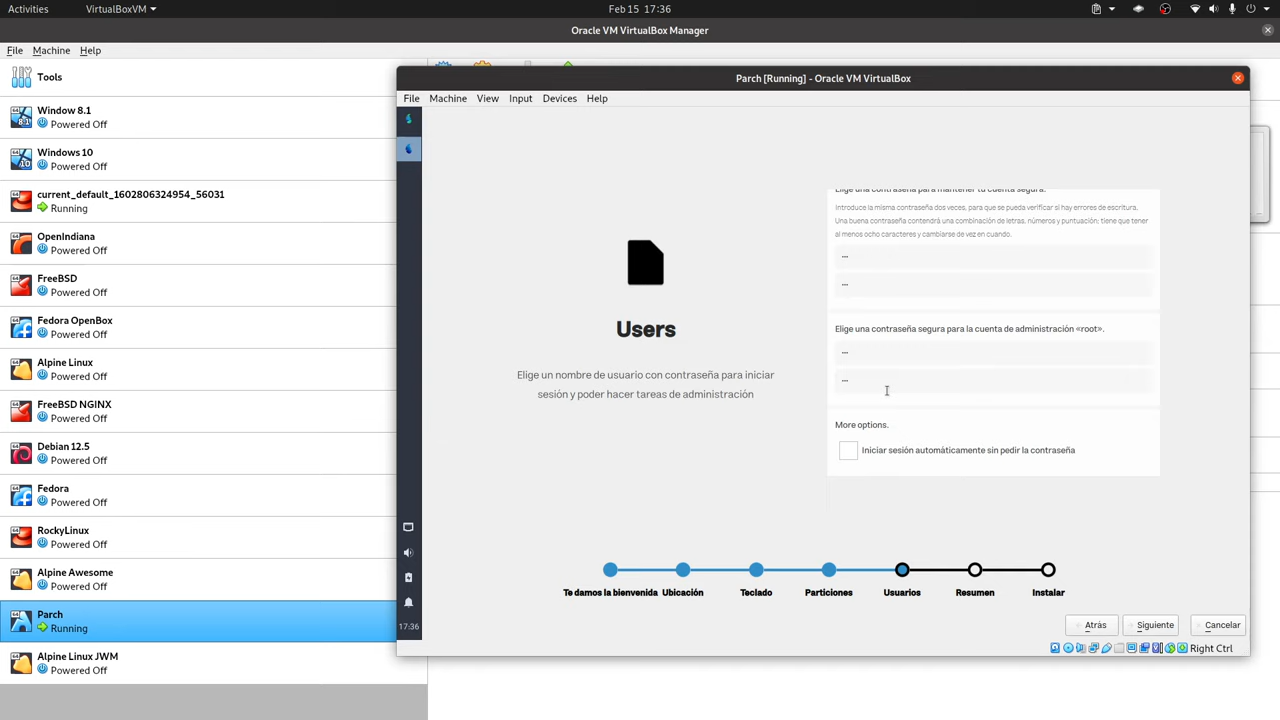 Activities
VirtualBoxVM
Feb 15 17:36
Oracle VM VirtualBox Manager
File Machine Help
Tools
Window 8.1
Powered Off
Windows 10
Powered Off
current_default_1602806324954_56031
Running
OpenIndiana
Powered Off
FreeBSD
Powered Off
Fedora OpenBox
Powered Off
Alpine Linux
Powered Off
FreeBSD NGINX
Powered Off
Debian 12.5
Powered Off
Fedora
Powered Off
RockyLinux
Powered Off
Alpine Awesome
Powered Off
Parch
Running
Alpine Linux JWM
Powered Off
Parch [Running] - Oracle VM VirtualBox
File Machine View Input Devices Help
Users
Elige un nombre de usuario con contraseña para iniciar
sesión y poder hacer tareas de administración
Elige una contraseña para mantener tu cuenta segura.
Introduce la misma contraseña dos veces, para que se pueda verificar si hay errores de escritura.
Una buena contraseña contendrá una combinación de letras, números y puntuación; tiene que tener
al menos ocho caracteres y cambiarse de vez en cuando.
Elige una contraseña segura para la cuenta de administración «root».
More options.
Iniciar sesión automáticamente sin pedir la contraseña
Te damos la bienvenida Ubicación Teclado Particiones Usuarios Resumen Instalar
17:36
Atrás Siguiente Cancelar
Right Ctrl